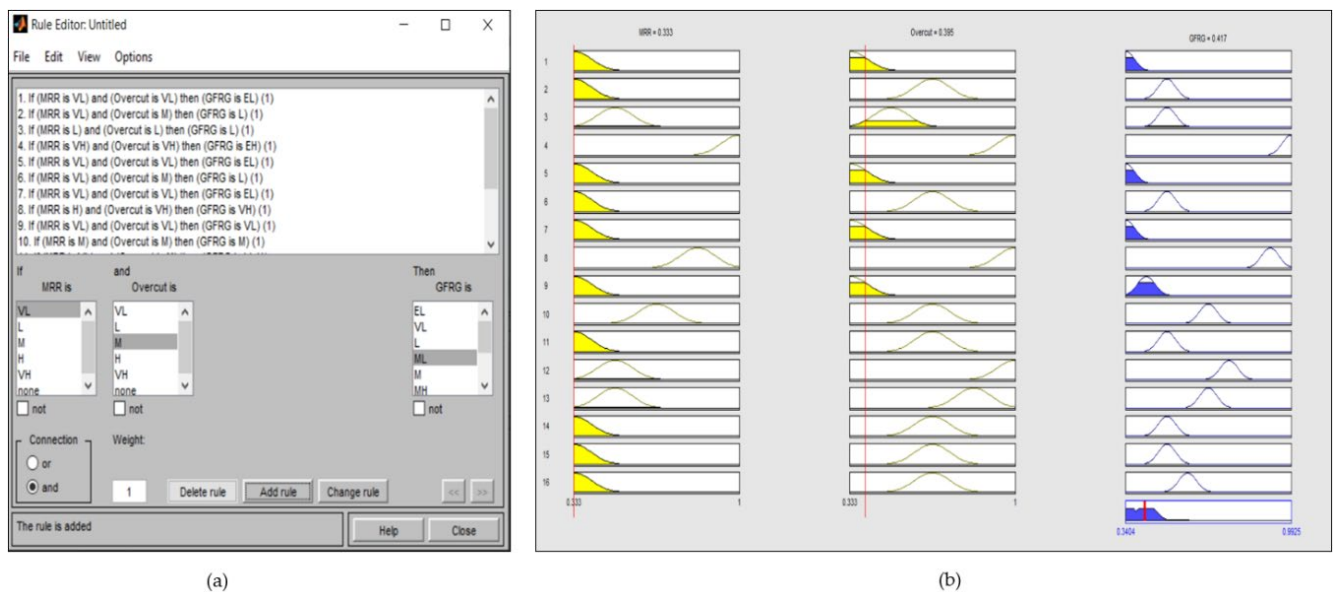 Rule Editor: Untitled
File Edit View Options
1. If (MRR is VL) and (Overcut is VL) then (GFRG is EL) (1)
2. If (MRR is VL) and (Overcut is M) then (GFRG is L) (1)
3. If (MRR is L) and (Overcut is L) then (GFRG is L) (1)
4. If (MRR is VH) and (Overcut is VH) then (GFRG is EH) (1)
5. If (MRR is VL) and (Overcut is VL) then (GFRG is EL) (1)
6. If (MRR is VL) and (Overcut is M) then (GFRG is L) (1)
7. If (MRR is VL) and (Overcut is VL) then (GFRG is EL) (1)
8. If (MRR is H) and (Overcut is VH) then (GFRG is VH) (1)
9. If (MRR is VL) and (Overcut is VL) then (GFRG is VL) (1)
10. If (MRR is M) and (Overcut is M) then (GFRG is M) (1)
If and Then
MRR is Overcut is GFRG is
VL VL EL
L L VL
M M L
H H ML
VH VH M
none none MH
not not not
Connection Weight:
or
and 1 Delete rule Add rule Change rule << >>
The rule is added Help Close
(a)
MRR = 0.333 Overcut = 0.395 GFRG = 0.417
1
2
3
4
5
6
7
8
9
10
11
12
13
14
15
16
0.333 1 0.333 1
0.3404 0.9625
(b)